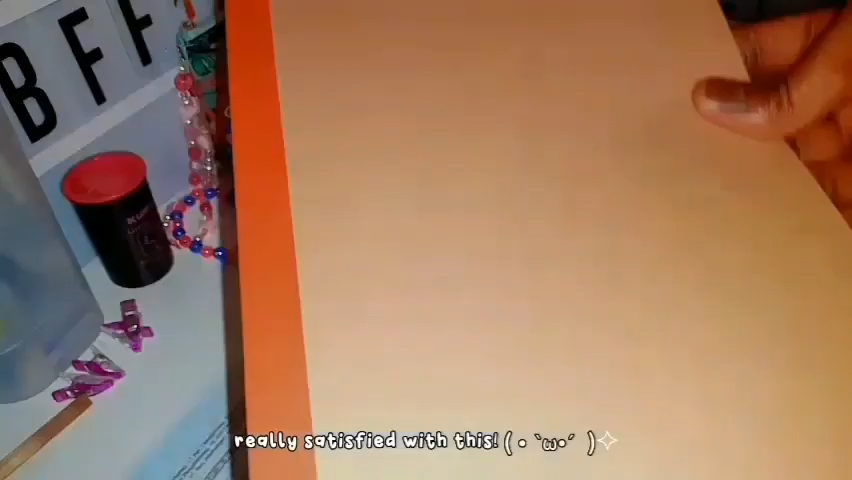 BFF
really satisfied with this! ( • `ω•´ )✧